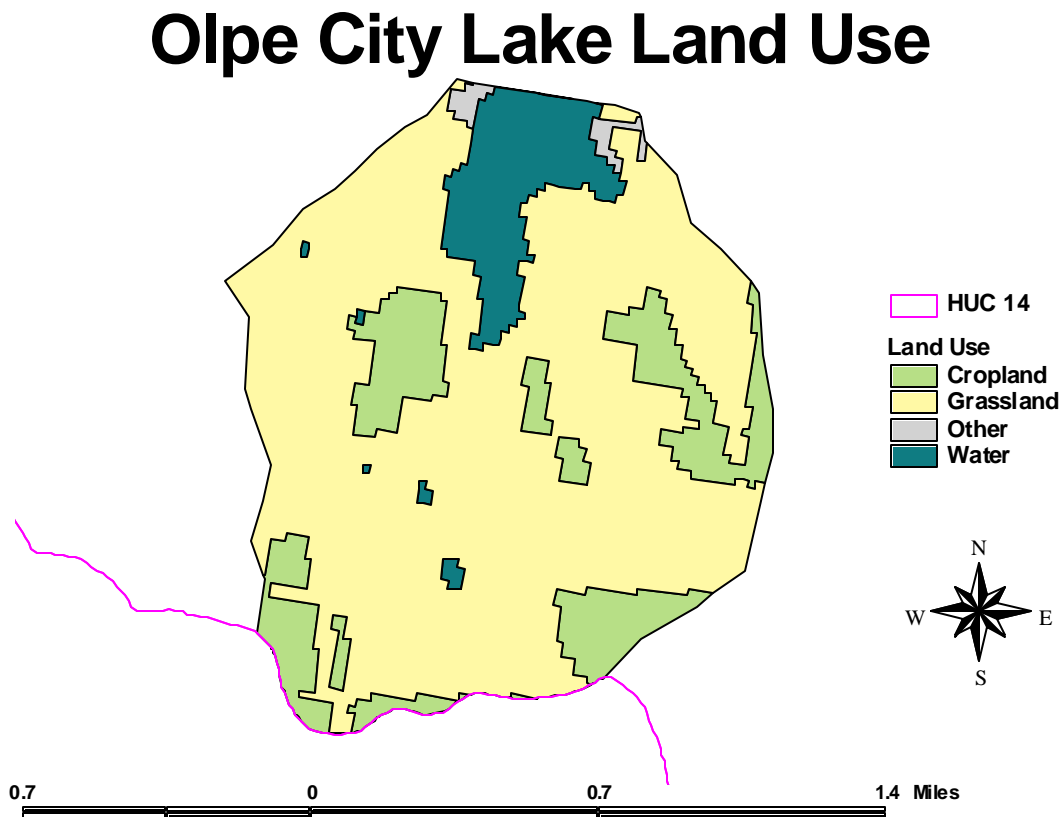 Olpe City Lake Land Use
HUC 14
Land Use
Cropland
Grassland
Other
Water
N
W E
S
0.7 0 0.7 1.4 Miles